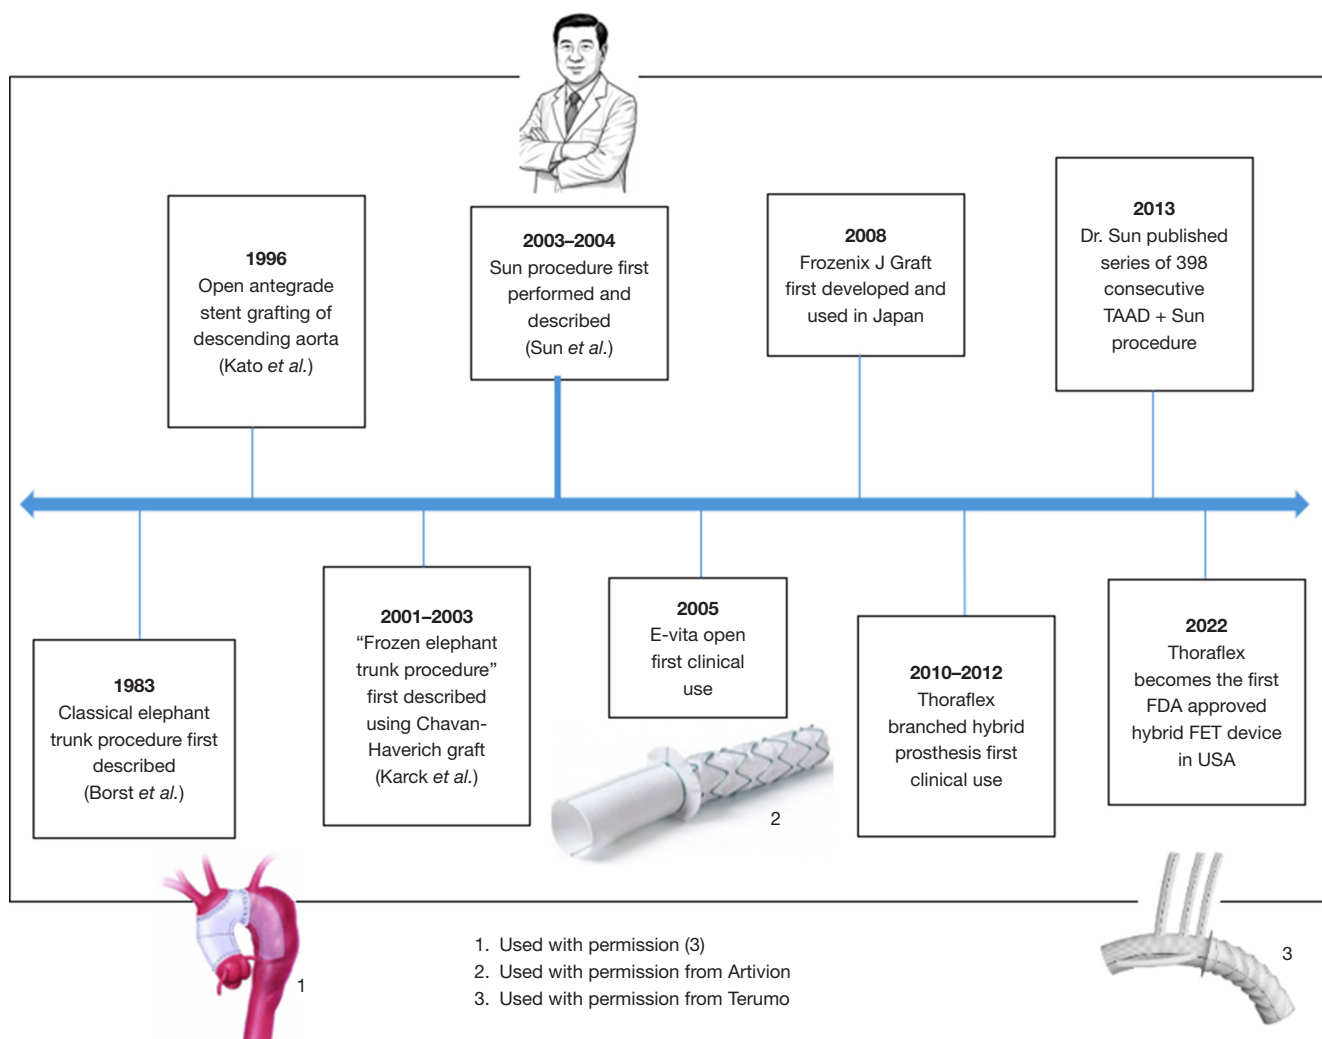 1996
Open antegrade
stent grafting of
descending aorta
(Kato et al.)
2003–2004
Sun procedure first
performed and
described
(Sun et al.)
2008
Frozenix J Graft
first developed and
used in Japan
2013
Dr. Sun published
series of 398
consecutive
TAAD + Sun
procedure
1983
Classical elephant
trunk procedure first
described
(Borst et al.)
2001–2003
“Frozen elephant
trunk procedure”
first described
using Chavan-
Haverich graft
(Karck et al.)
2005
E-vita open
first clinical
use
2
2010–2012
Thoraflex
branched hybrid
prosthesis first
clinical use
2022
Thoraflex
becomes the first
FDA approved
hybrid FET device
in USA
1
1. Used with permission (3)
2. Used with permission from Artivion
3. Used with permission from Terumo
3